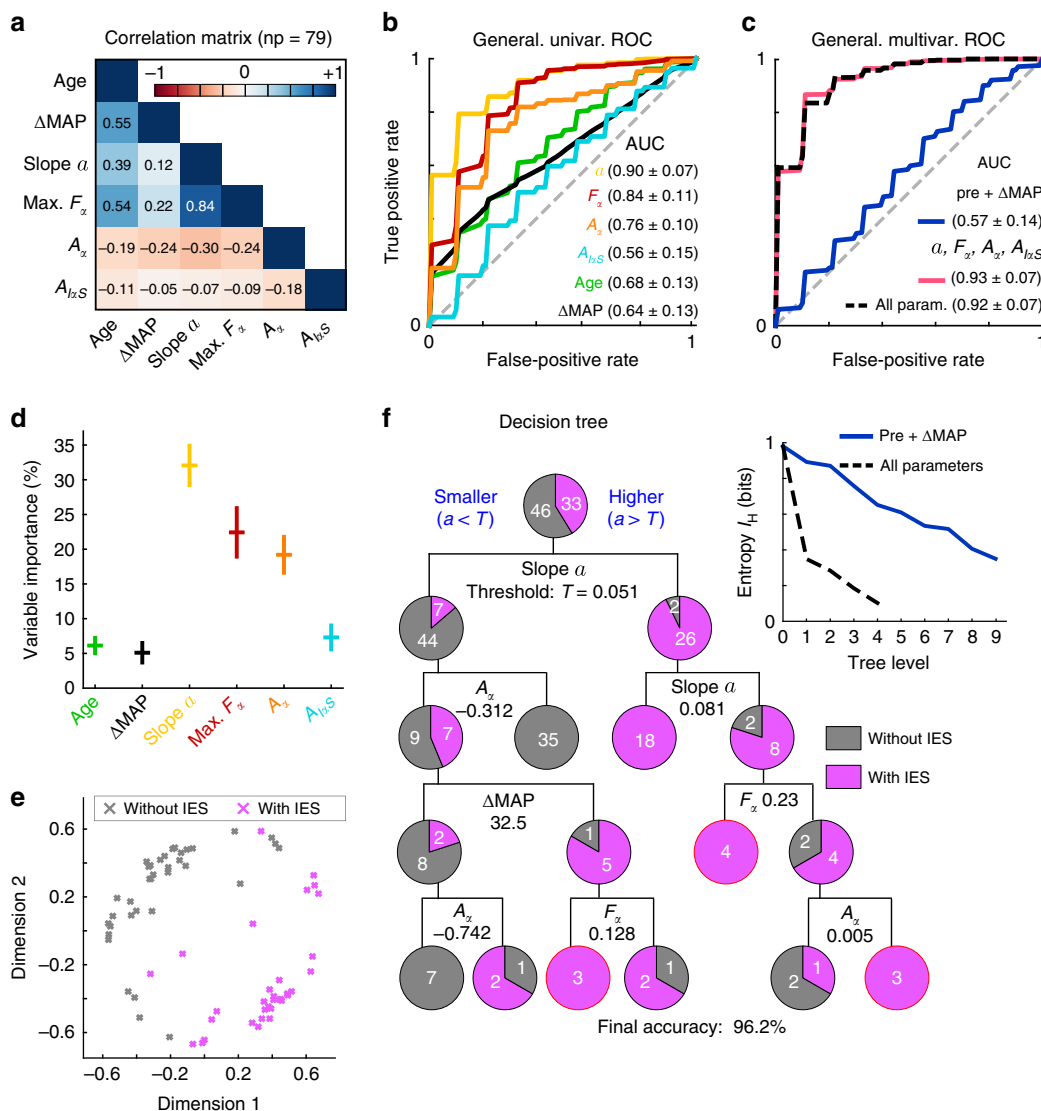 a
Correlation matrix (np = 79)
−1 0 +1
Age
ΔMAP
0.55
Slope a
0.39 0.12
Max. Fα
0.54 0.22 0.84
Aα
−0.19 −0.24 −0.30 −0.24
AIαS
−0.11 −0.05 −0.07 −0.09 −0.18
Age ΔMAP Slope a Max. Fα Aα AIαS
b
General. univar. ROC
1
True positive rate
AUC
a (0.90 ± 0.07)
Fα (0.84 ± 0.11)
Aα (0.76 ± 0.10)
AIαS (0.56 ± 0.15)
Age (0.68 ± 0.13)
ΔMAP (0.64 ± 0.13)
0
0 1
False-positive rate
c
General. multivar. ROC
1
AUC
pre + ΔMAP
(0.57 ± 0.14)
a, Fα, Aα, AIαS
(0.93 ± 0.07)
All param. (0.92 ± 0.07)
0
0 1
False-positive rate
d
Variable importance (%)
35
30
25
20
15
10
5
0
Age ΔMAP Slope a Max. Fα Aα AIαS
e
Without IES With IES
Dimension 2
0.6
0.2
−0.2
−0.6
−0.6 −0.2 0.2 0.6
Dimension 1
f
Decision tree
Smaller
(a < T)
46 33
Higher
(a > T)
Slope a
Threshold: T = 0.051
7
44
2
26
Aα
−0.312
Slope a
0.081
9 7
35
18
2
8
ΔMAP
32.5
Fα 0.23
2
8
1
5
4
2
4
Aα
−0.742
Fα
0.128
Aα
0.005
7
1
2
3
1
2
1
2
3
Final accuracy: 96.2%
Without IES
With IES
Entropy IH (bits)
1
0
Pre + ΔMAP
All parameters
0 1 2 3 4 5 6 7 8 9
Tree level